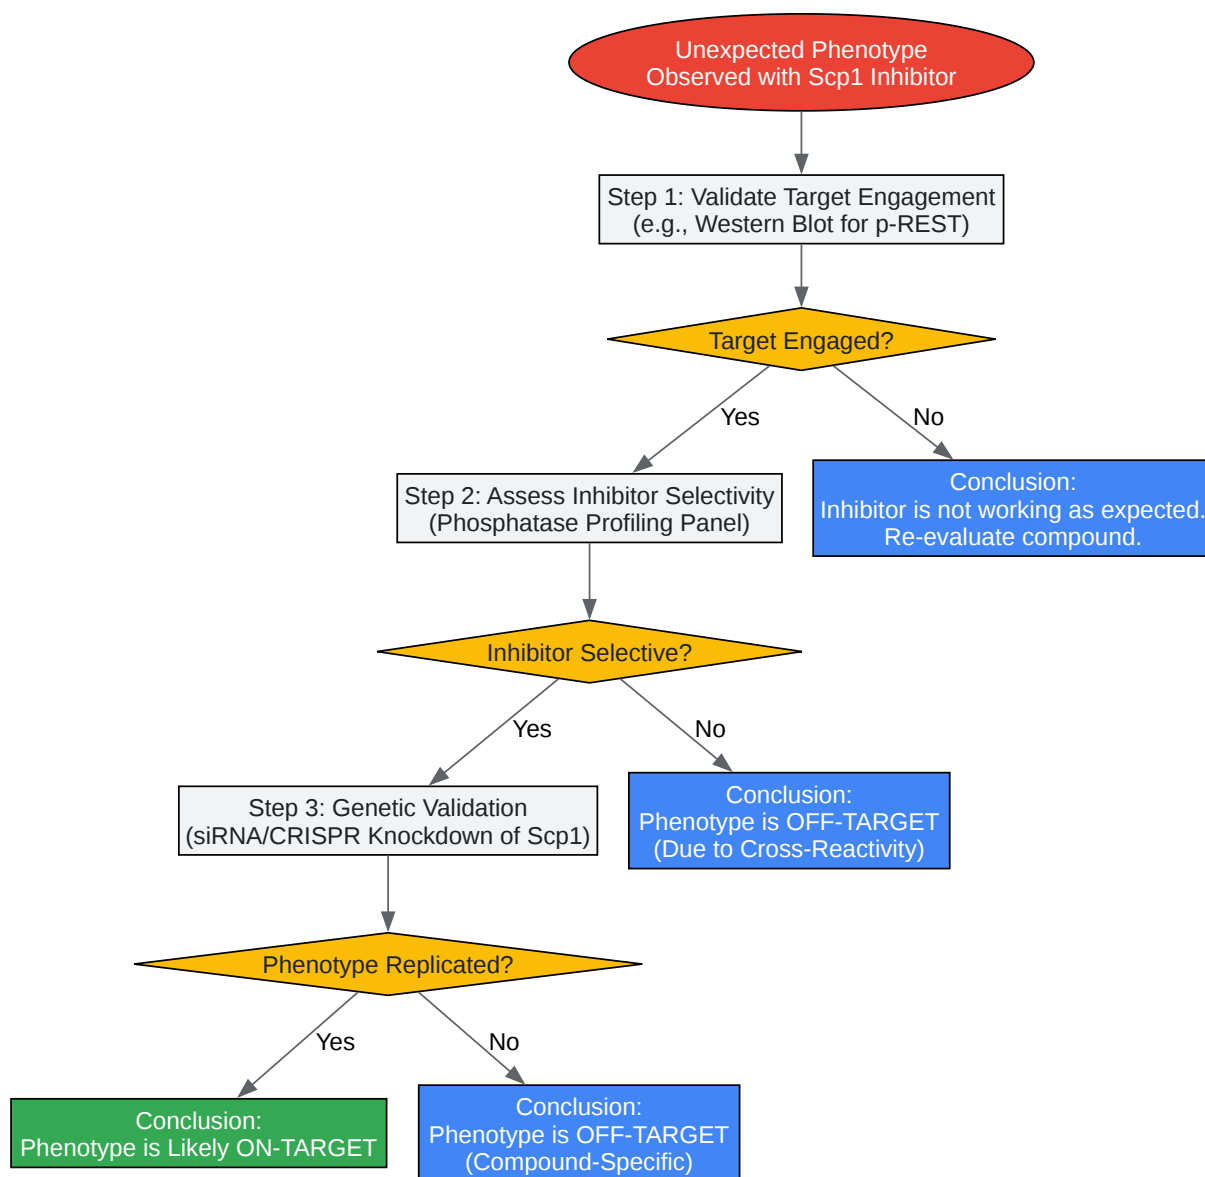 Unexpected Phenotype
Observed with Scp1 Inhibitor
Step 1: Validate Target Engagement
(e.g., Western Blot for p-REST)
Target Engaged?
Yes
No
Step 2: Assess Inhibitor Selectivity
(Phosphatase Profiling Panel)
Conclusion:
Inhibitor is not working as expected.
Re-evaluate compound.
Inhibitor Selective?
Yes
No
Step 3: Genetic Validation
(siRNA/CRISPR Knockdown of Scp1)
Conclusion:
Phenotype is OFF-TARGET
(Due to Cross-Reactivity)
Phenotype Replicated?
Yes
No
Conclusion:
Phenotype is Likely ON-TARGET
Conclusion:
Phenotype is OFF-TARGET
(Compound-Specific)